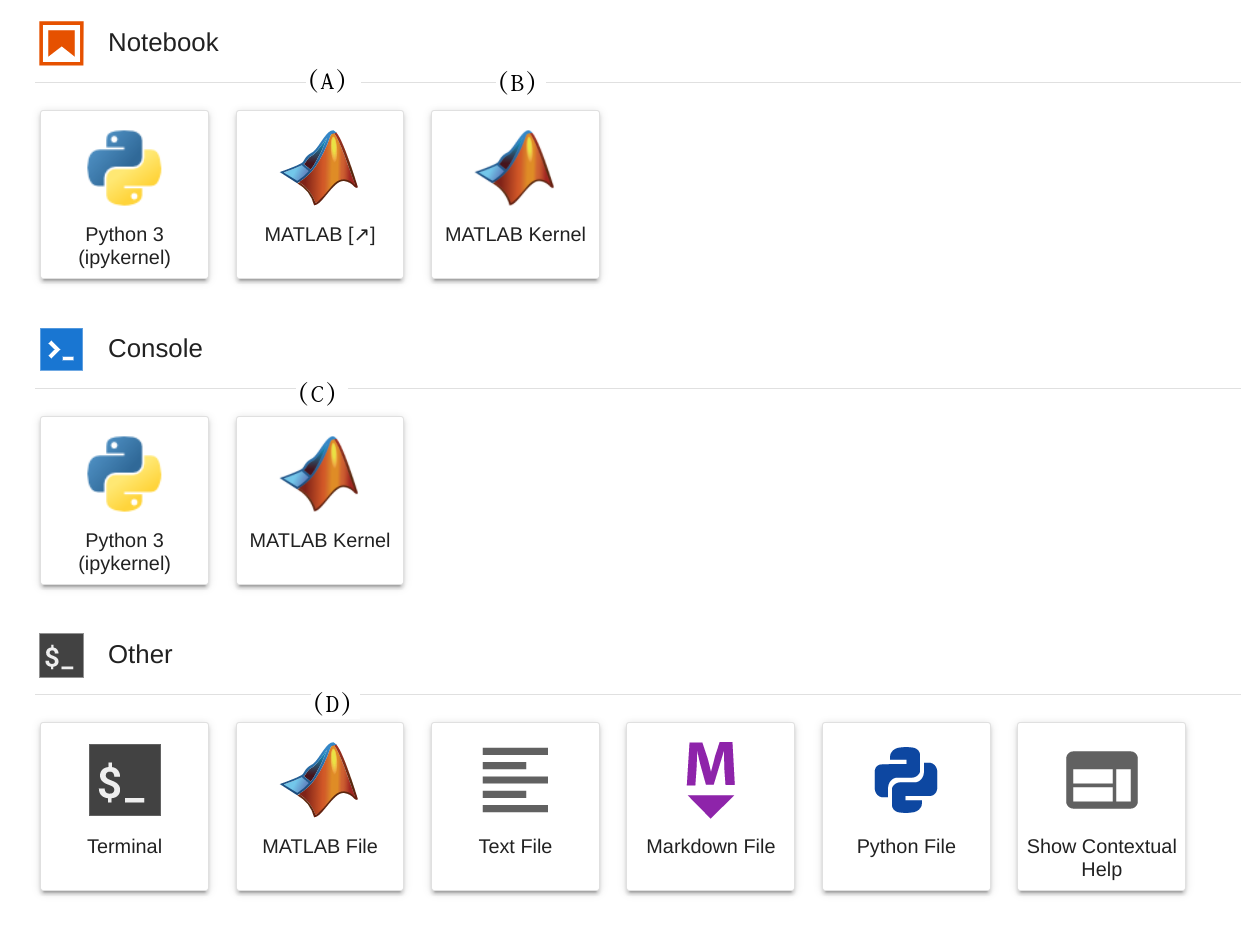 Notebook
(A) (B)
Python 3
(ipykernel)
MATLAB [↗]
MATLAB Kernel
Console
(C)
Python 3
(ipykernel)
MATLAB Kernel
$_ Other
(D)
$_
M
Terminal
MATLAB File
Text File
Markdown File
Python File
Show Contextual
Help